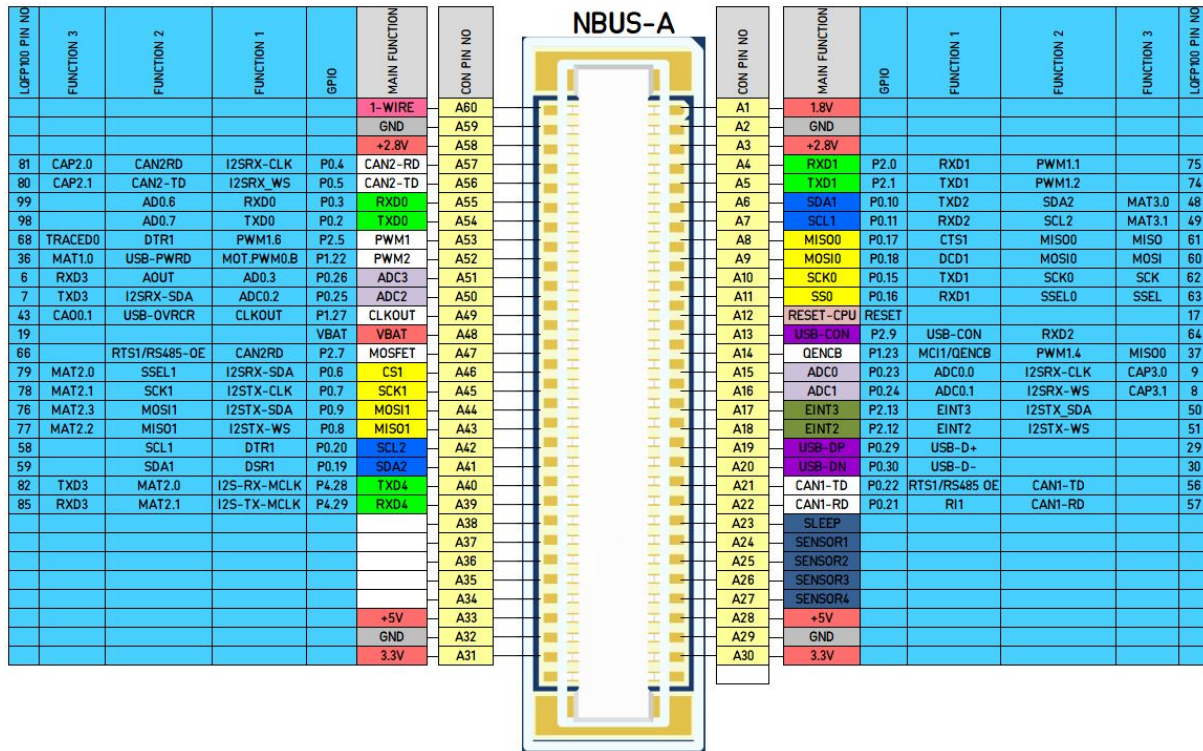 NBUS-A
LQFP100 PIN NO FUNCTION 3 FUNCTION 2 FUNCTION 1 GPIO MAIN FUNCTION CON PIN NO
1-WIRE A60
GND A59
+2.8V A58
81 CAP2.0 CAN2RD I2SRX-CLK P0.4 CAN2-RD A57
80 CAP2.1 CAN2-TD I2SRX_WS P0.5 CAN2-TD A56
99 AD0.6 RXD0 P0.3 RXD0 A55
98 AD0.7 TXD0 P0.2 TXD0 A54
68 TRACED0 DTR1 PWM1.6 P2.5 PWM1 A53
36 MAT1.0 USB-PWRD MOT.PWM0.B P1.22 PWM2 A52
6 RXD3 AOUT AD0.3 P0.26 ADC3 A51
7 TXD3 I2SRX-SDA ADC0.2 P0.25 ADC2 A50
43 CAO0.1 USB-OVRCR CLKOUT P1.27 CLKOUT A49
19 VBAT VBAT A48
66 RTS1/RS485-OE CAN2RD P2.7 MOSFET A47
79 MAT2.0 SSEL1 I2SRX-SDA P0.6 CS1 A46
78 MAT2.1 SCK1 I2STX-CLK P0.7 SCK1 A45
76 MAT2.3 MOSI1 I2STX-SDA P0.9 MOSI1 A44
77 MAT2.2 MISO1 I2STX-WS P0.8 MISO1 A43
58 SCL1 DTR1 P0.20 SCL2 A42
59 SDA1 DSR1 P0.19 SDA2 A41
82 TXD3 MAT2.0 I2S-RX-MCLK P4.28 TXD4 A40
85 RXD3 MAT2.1 I2S-TX-MCLK P4.29 RXD4 A39
A38
A37
A36
A35
A34
+5V A33
GND A32
3.3V A31
CON PIN NO MAIN FUNCTION GPIO FUNCTION 1 FUNCTION 2 FUNCTION 3 LQFP100 PIN NO
A1 1.8V
A2 GND
A3 +2.8V
A4 RXD1 P2.0 RXD1 PWM1.1 75
A5 TXD1 P2.1 TXD1 PWM1.2 74
A6 SDA1 P0.10 TXD2 SDA2 MAT3.0 48
A7 SCL1 P0.11 RXD2 SCL2 MAT3.1 49
A8 MISO0 P0.17 CTS1 MISO0 MISO 61
A9 MOSI0 P0.18 DCD1 MOSI0 MOSI 60
A10 SCK0 P0.15 TXD1 SCK0 SCK 62
A11 SS0 P0.16 RXD1 SSEL0 SSEL 63
A12 RESET-CPU RESET 17
A13 USB-CON P2.9 USB-CON RXD2 64
A14 QENCB P1.23 MCI1/QENCB PWM1.4 MISO0 37
A15 ADC0 P0.23 ADC0.0 I2SRX-CLK CAP3.0 9
A16 ADC1 P0.24 ADC0.1 I2SRX-WS CAP3.1 8
A17 EINT3 P2.13 EINT3 I2STX_SDA 50
A18 EINT2 P2.12 EINT2 I2STX-WS 51
A19 USB-DP P0.29 USB-D+ 29
A20 USB-DN P0.30 USB-D- 30
A21 CAN1-TD P0.22 RTS1/RS485 OE CAN1-TD 56
A22 CAN1-RD P0.21 RI1 CAN1-RD 57
A23 SLEEP
A24 SENSOR1
A25 SENSOR2
A26 SENSOR3
A27 SENSOR4
A28 +5V
A29 GND
A30 3.3V